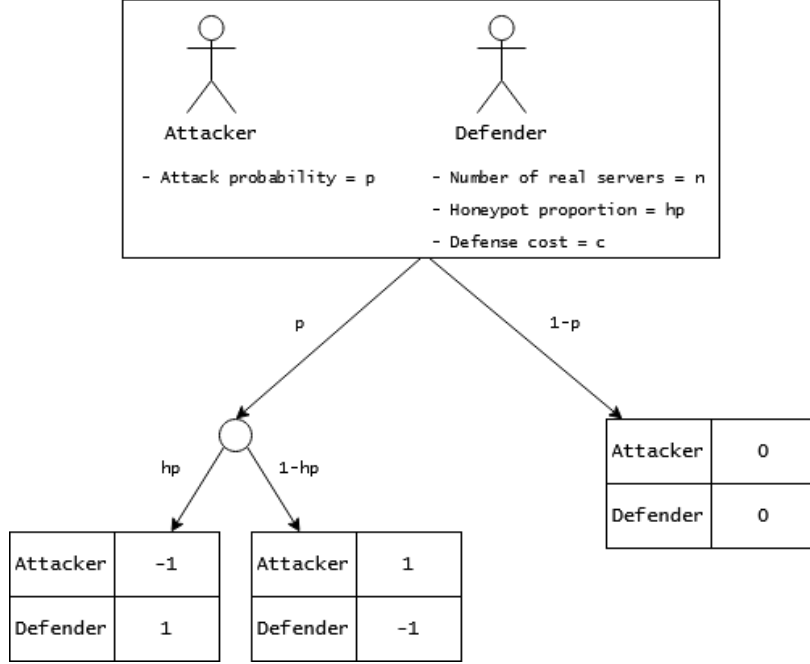 Attacker
Defender
- Attack probability = p
- Number of real servers = n
- Honeypot proportion = hp
- Defense cost = c
p
1-p
hp
1-hp
Attacker 0
Defender 0
Attacker -1
Defender 1
Attacker 1
Defender -1